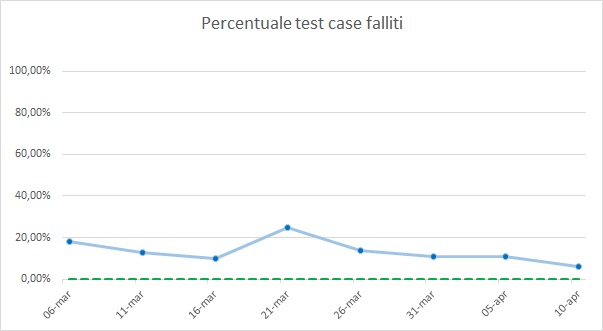 Percentuale test case falliti
100,00%
80,00%
60,00%
40,00%
20,00%
0,00%
06-mar
11-mar
16-mar
21-mar
26-mar
31-mar
05-apr
10-apr